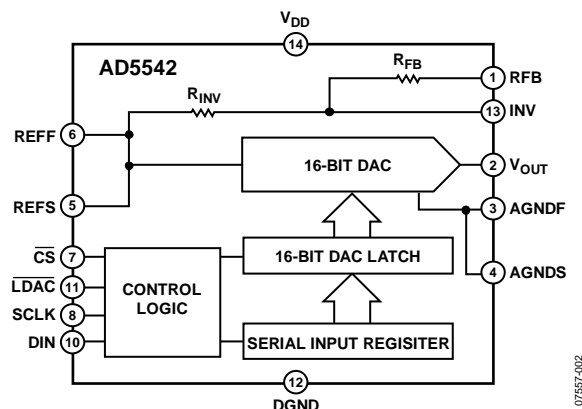 VDD
14
AD5542
RFB
1
RFB
RINV
13
INV
REFF
6
16-BIT DAC
2
VOUT
REFS
5
3
AGNDF
CS
7
16-BIT DAC LATCH
4
AGNDS
LDAC
11
CONTROL
LOGIC
SCLK
8
DIN
10
SERIAL INPUT REGISITER
12
DGND
07557-002